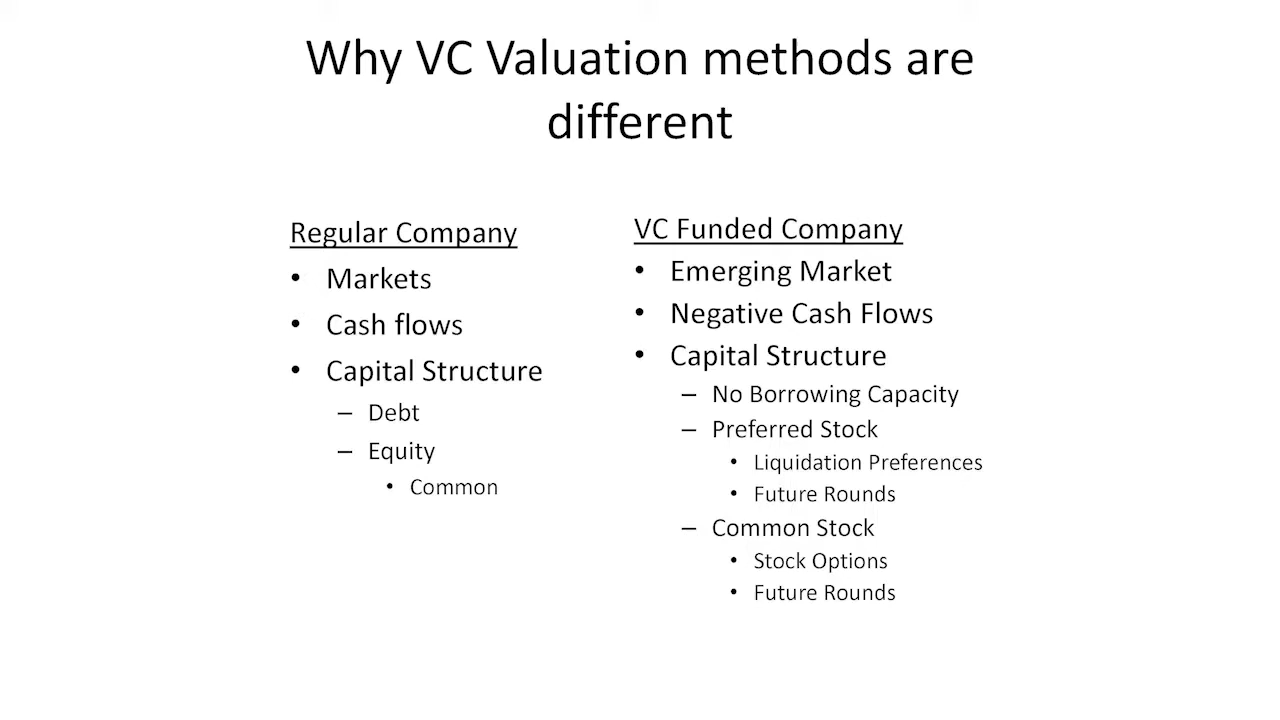 Why VC Valuation methods are
different
Regular Company
• Markets
• Cash flows
• Capital Structure
– Debt
– Equity
• Common
VC Funded Company
• Emerging Market
• Negative Cash Flows
• Capital Structure
– No Borrowing Capacity
– Preferred Stock
• Liquidation Preferences
• Future Rounds
– Common Stock
• Stock Options
• Future Rounds